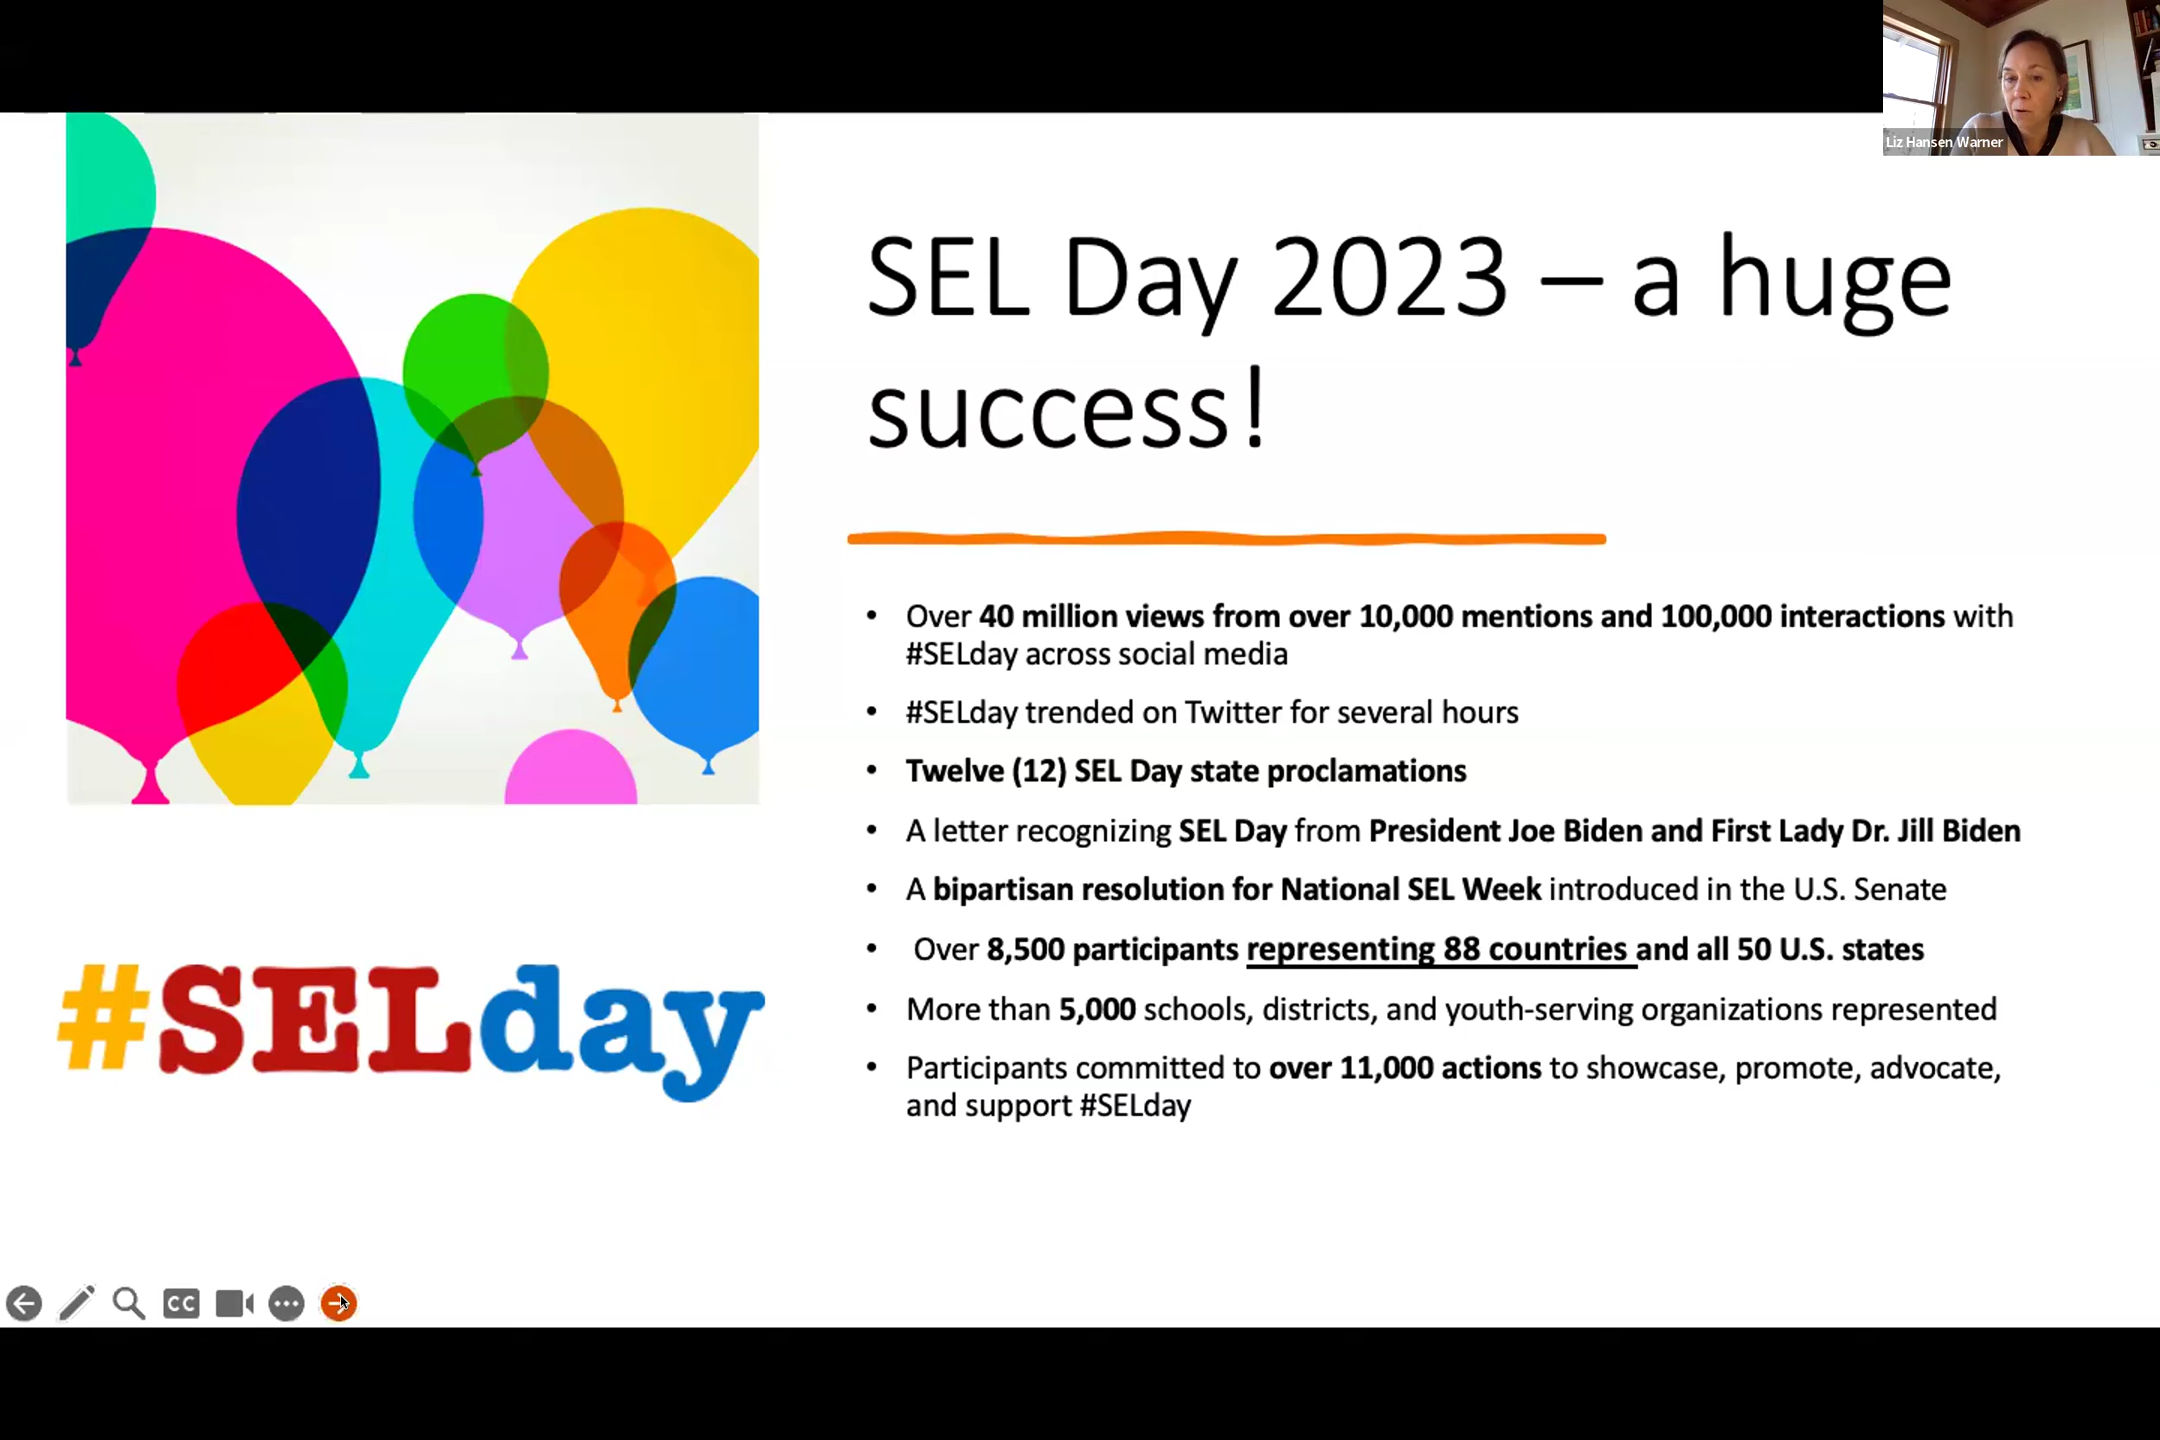 Liz Hansen Warner
SEL Day 2023 – a huge
success!
• Over 40 million views from over 10,000 mentions and 100,000 interactions with
#SELday across social media
• #SELday trended on Twitter for several hours
• Twelve (12) SEL Day state proclamations
• A letter recognizing SEL Day from President Joe Biden and First Lady Dr. Jill Biden
• A bipartisan resolution for National SEL Week introduced in the U.S. Senate
• Over 8,500 participants representing 88 countries and all 50 U.S. states
• More than 5,000 schools, districts, and youth-serving organizations represented
• Participants committed to over 11,000 actions to showcase, promote, advocate,
and support #SELday
#SELday
CC